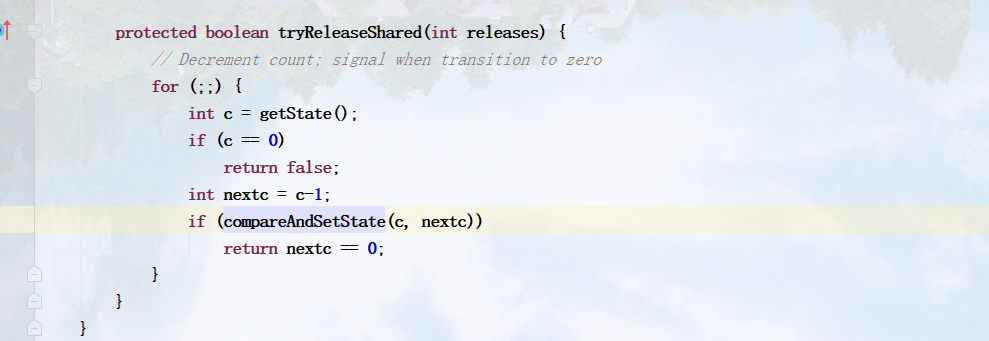 protected boolean tryReleaseShared(int releases) {
// Decrement count; signal when transition to zero
for (;;) {
int c = getState();
if (c == 0)
return false;
int nextc = c-1;
if (compareAndSetState(c, nextc))
return nextc == 0;
}
}
}